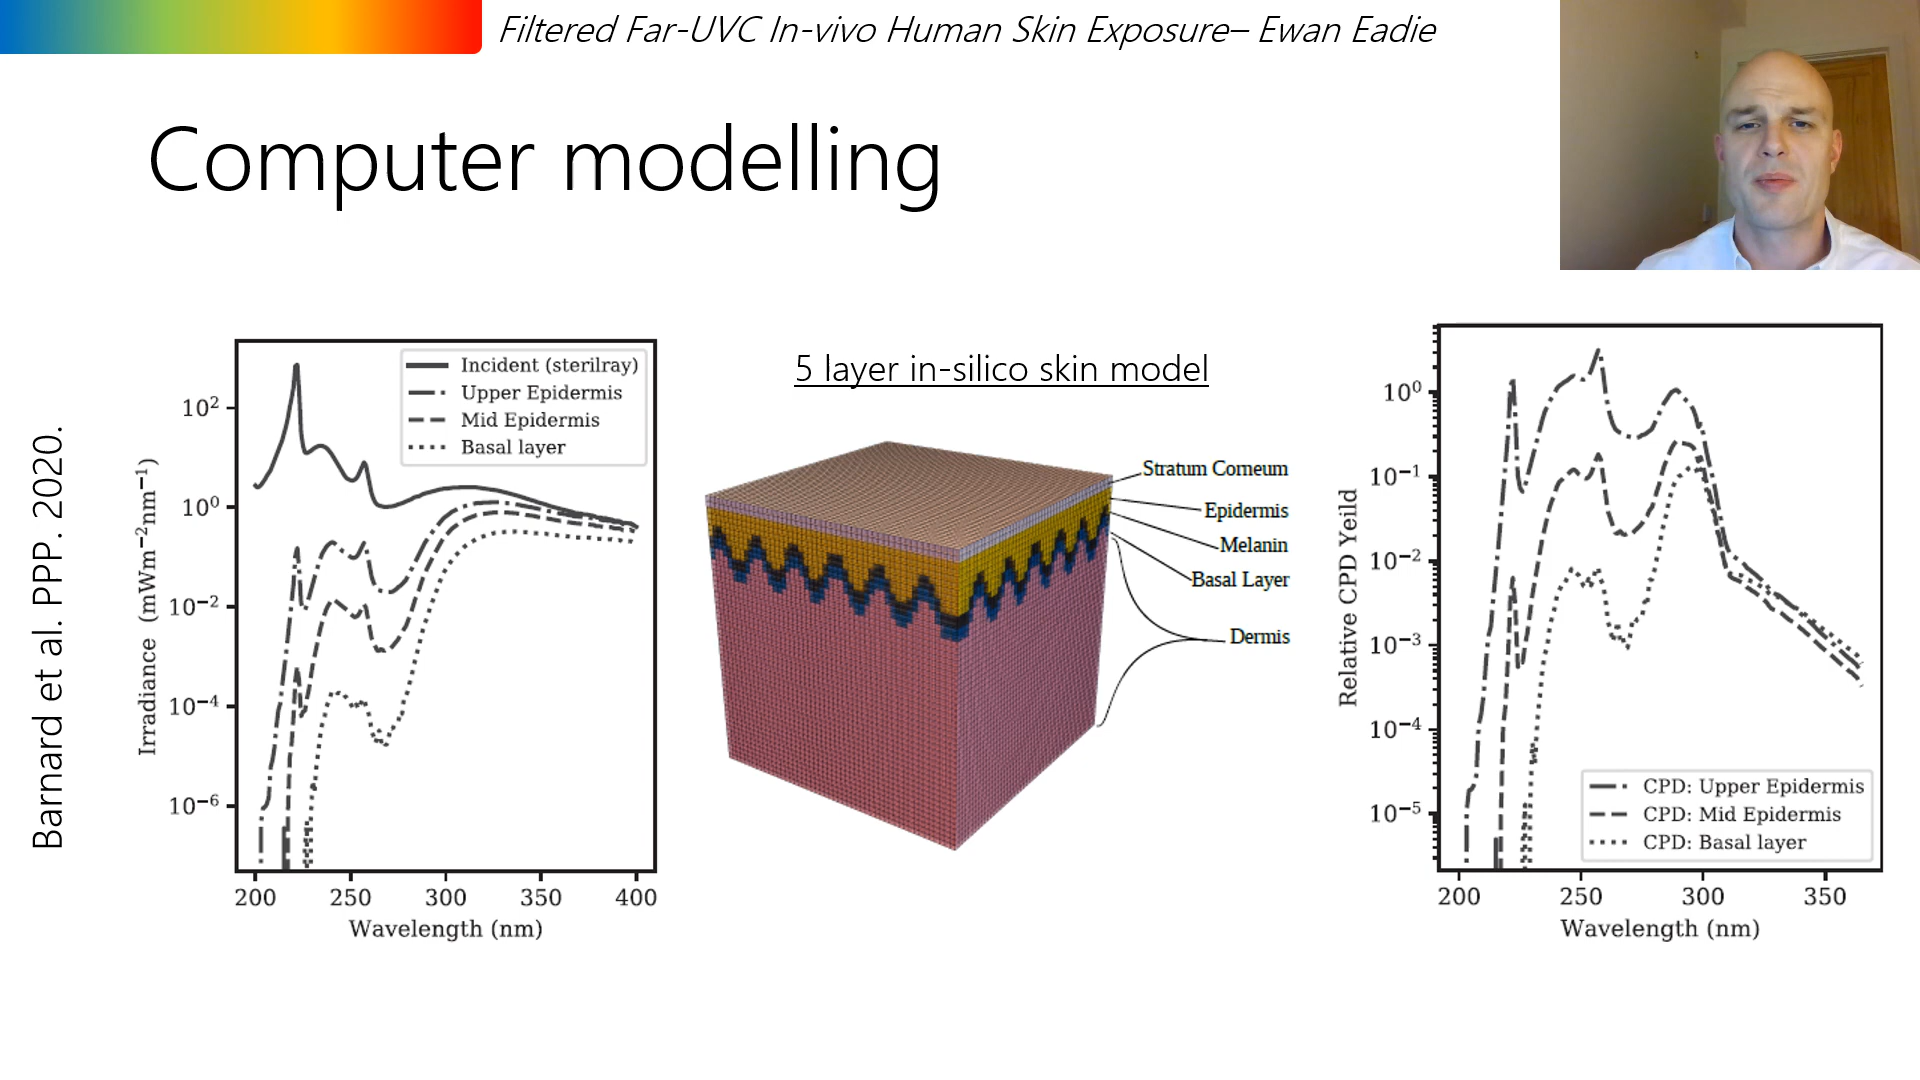 Filtered Far-UVC In-vivo Human Skin Exposure– Ewan Eadie
Computer modelling
Barnard et al. PPP. 2020.
Incident (sterilray)
Upper Epidermis
Mid Epidermis
Basal layer
10²
10⁰
10⁻²
10⁻⁴
10⁻⁶
Irradiance (mWm⁻²nm⁻¹)
200 250 300 350 400
Wavelength (nm)
5 layer in-silico skin model
Stratum Corneum
Epidermis
Melanin
Basal Layer
Dermis
10⁰
10⁻¹
10⁻²
10⁻³
10⁻⁴
10⁻⁵
Relative CPD Yeild
CPD: Upper Epidermis
CPD: Mid Epidermis
CPD: Basal layer
200 250 300 350
Wavelength (nm)